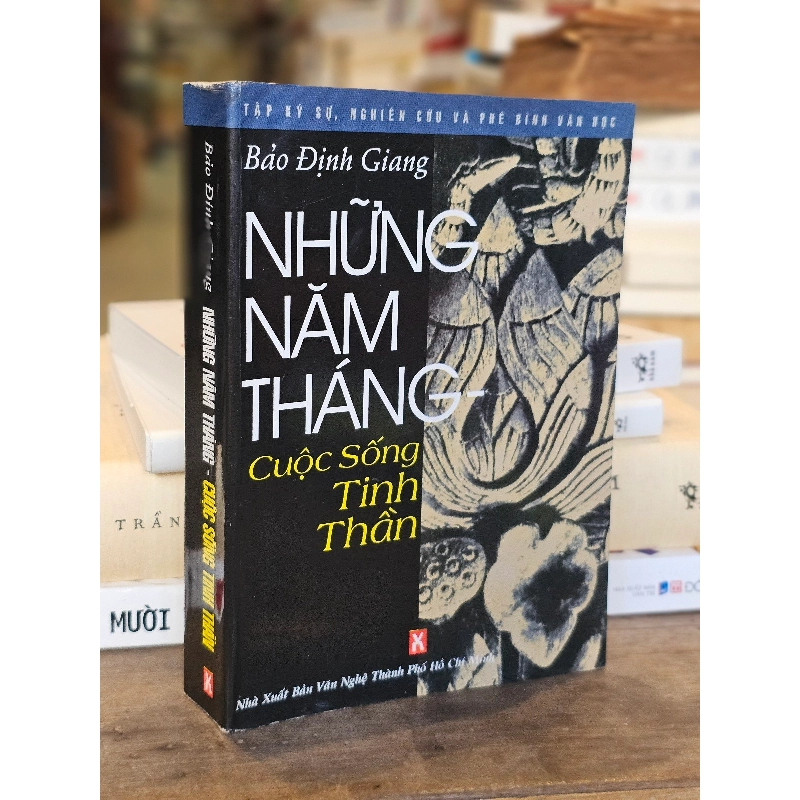 TẬP KÝ SỰ, NGHIÊN CỨU VÀ PHÊ BÌNH VĂN HỌC
Bảo Định Giang
NHỮNG
NĂM
THÁNG-
Cuộc Sống
Tinh
Thần
X
Nhà Xuất Bản Văn Nghệ Thành Phố Hồ Chí Minh
Bảo Định Giang NHỮNG NĂM THÁNG - CUỘC SỐNG TINH THẦN
X
TRẦN
MƯỜI